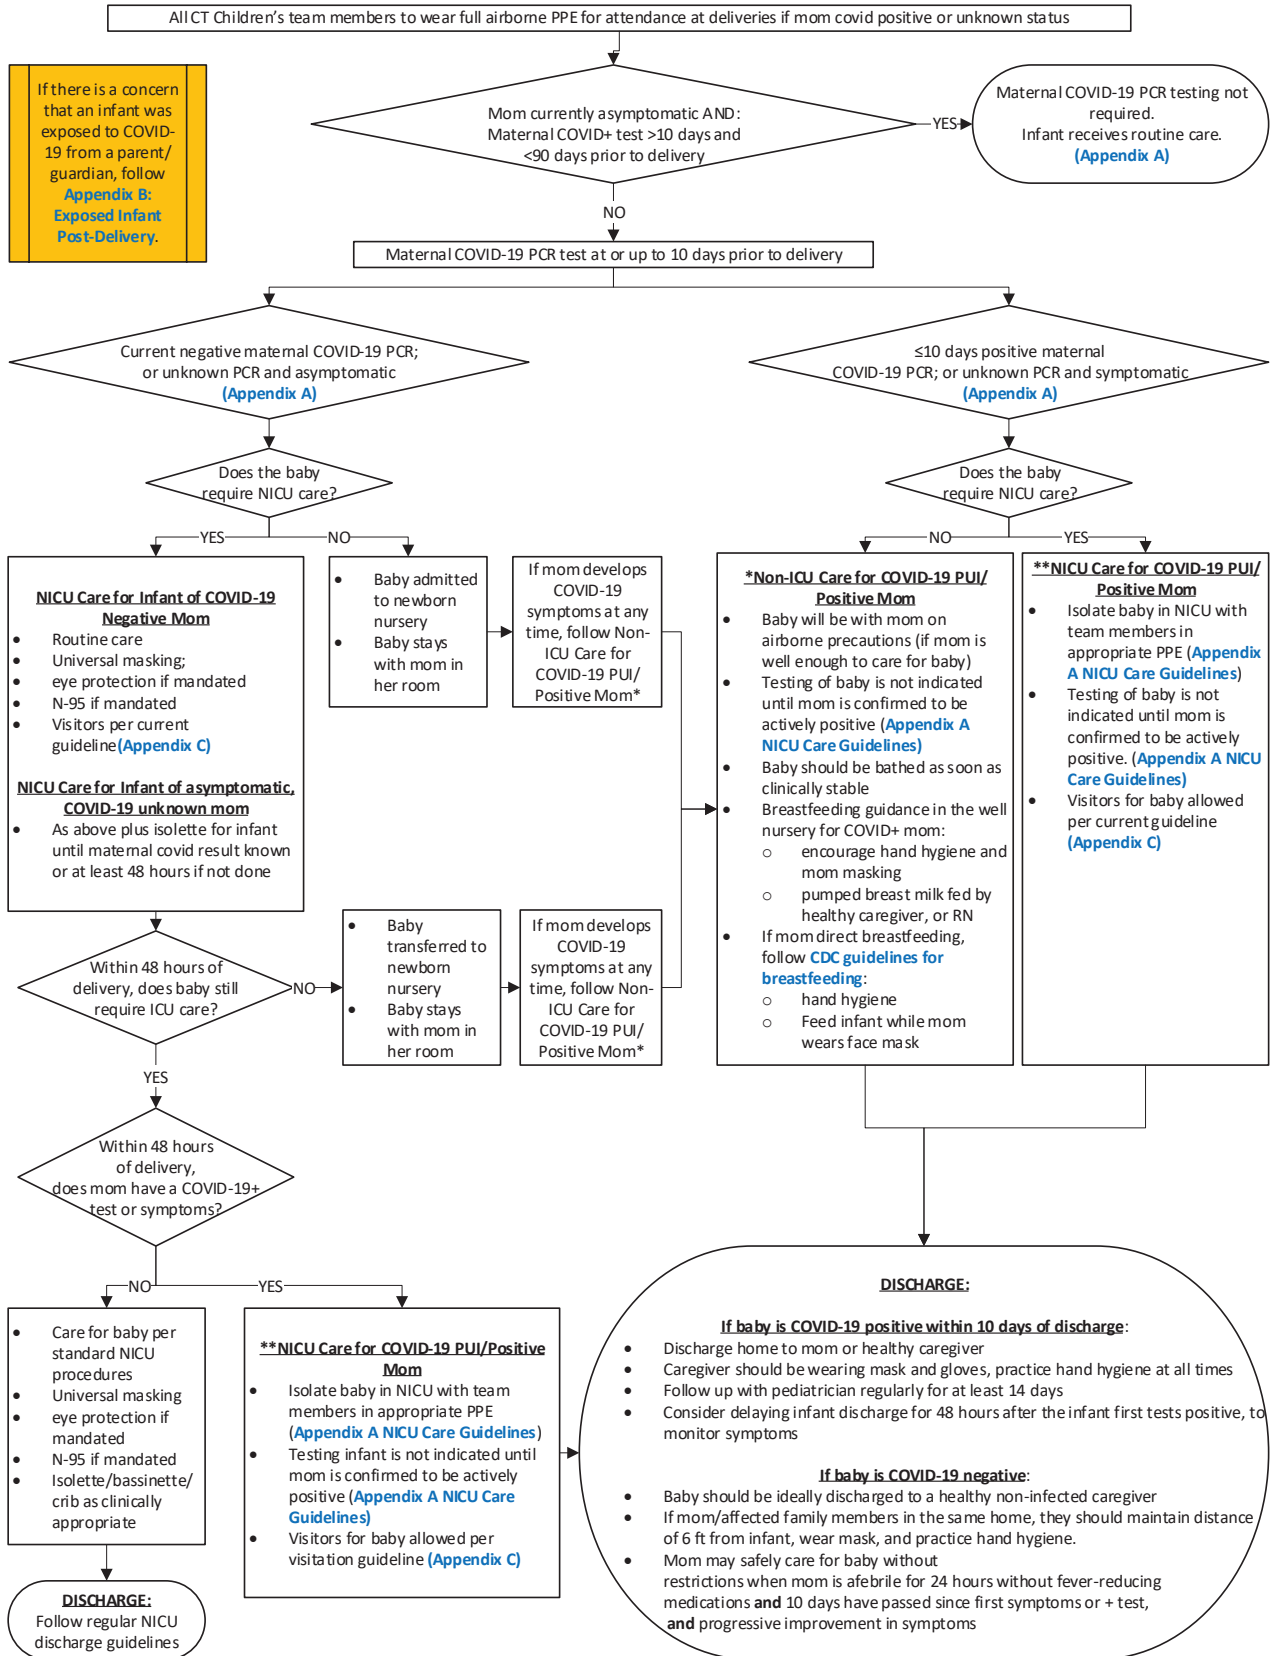 All CT Children's team members to wear full airborne PPE for attendance at deliveries if mom covid positive or unknown status
If there is a concern
that an infant was
exposed to COVID-
19 from a parent/
guardian, follow
Appendix B:
Exposed Infant
Post-Delivery.
Mom currently asymptomatic AND:
Maternal COVID+ test >10 days and
<90 days prior to delivery
YES
Maternal COVID-19 PCR testing not
required.
Infant receives routine care.
(Appendix A)
NO
Maternal COVID-19 PCR test at or up to 10 days prior to delivery
Current negative maternal COVID-19 PCR;
or unknown PCR and asymptomatic
(Appendix A)
≤10 days positive maternal
COVID-19 PCR; or unknown PCR and symptomatic
(Appendix A)
Does the baby
require NICU care?
Does the baby
require NICU care?
YES
NO
NO
YES
NICU Care for Infant of COVID-19
Negative Mom
• Routine care
• Universal masking;
• eye protection if mandated
• N-95 if mandated
• Visitors per current
guideline(Appendix C)
NICU Care for Infant of asymptomatic,
COVID-19 unknown mom
• As above plus isolette for infant
until maternal covid result known
or at least 48 hours if not done
• Baby admitted
to newborn
nursery
• Baby stays
with mom in
her room
If mom develops
COVID-19
symptoms at any
time, follow Non-
ICU Care for
COVID-19 PUI/
Positive Mom*
*Non-ICU Care for COVID-19 PUI/
Positive Mom
• Baby will be with mom on
airborne precautions (if mom is
well enough to care for baby)
• Testing of baby is not indicated
until mom is confirmed to be
actively positive (Appendix A
NICU Care Guidelines)
• Baby should be bathed as soon as
clinically stable
• Breastfeeding guidance in the well
nursery for COVID+ mom:
o encourage hand hygiene and
mom masking
o pumped breast milk fed by
healthy caregiver, or RN
• If mom direct breastfeeding,
follow CDC guidelines for
breastfeeding:
o hand hygiene
o Feed infant while mom
wears face mask
**NICU Care for COVID-19 PUI/
Positive Mom
• Isolate baby in NICU with
team members in
appropriate PPE (Appendix
A NICU Care Guidelines)
• Testing of baby is not
indicated until mom is
confirmed to be actively
positive. (Appendix A NICU
Care Guidelines)
• Visitors for baby allowed
per current guideline
(Appendix C)
Within 48 hours of
delivery, does baby still
require ICU care?
NO
• Baby
transferred to
newborn
nursery
• Baby stays
with mom in
her room
If mom develops
COVID-19
symptoms at any
time, follow Non-
ICU Care for
COVID-19 PUI/
Positive Mom*
YES
Within 48 hours
of delivery,
does mom have a COVID-19+
test or symptoms?
NO
YES
• Care for baby per
standard NICU
procedures
• Universal masking
• eye protection if
mandated
• N-95 if mandated
• Isolette/bassinette/
crib as clinically
appropriate
DISCHARGE:
Follow regular NICU
discharge guidelines
**NICU Care for COVID-19 PUI/Positive
Mom
• Isolate baby in NICU with team
members in appropriate PPE
(Appendix A NICU Care Guidelines)
• Testing infant is not indicated until
mom is confirmed to be actively
positive (Appendix A NICU Care
Guidelines)
• Visitors for baby allowed per
visitation guideline (Appendix C)
DISCHARGE:
If baby is COVID-19 positive within 10 days of discharge:
• Discharge home to mom or healthy caregiver
• Caregiver should be wearing mask and gloves, practice hand hygiene at all times
• Follow up with pediatrician regularly for at least 14 days
• Consider delaying infant discharge for 48 hours after the infant first tests positive, to
monitor symptoms
If baby is COVID-19 negative:
• Baby should be ideally discharged to a healthy non-infected caregiver
• If mom/affected family members in the same home, they should maintain distance
of 6 ft from infant, wear mask, and practice hand hygiene.
• Mom may safely care for baby without
restrictions when mom is afebrile for 24 hours without fever-reducing
medications and 10 days have passed since first symptoms or + test,
and progressive improvement in symptoms